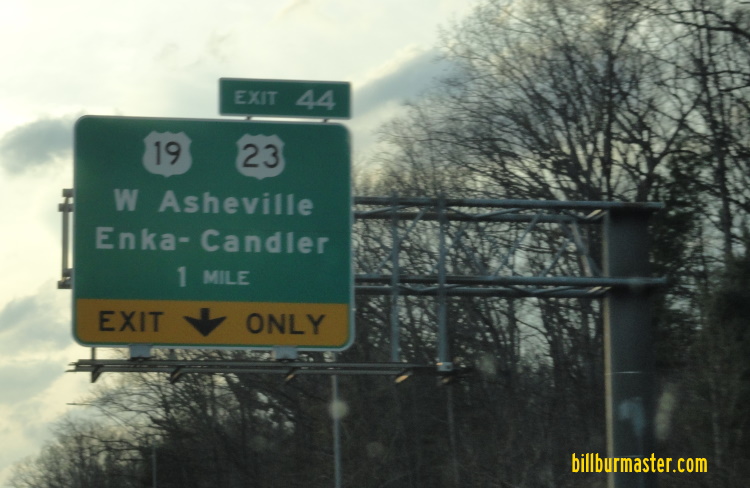 EXIT 44
19 23
W Asheville
Enka-Candler
1 MILE
EXIT ONLY
billburmaster.com